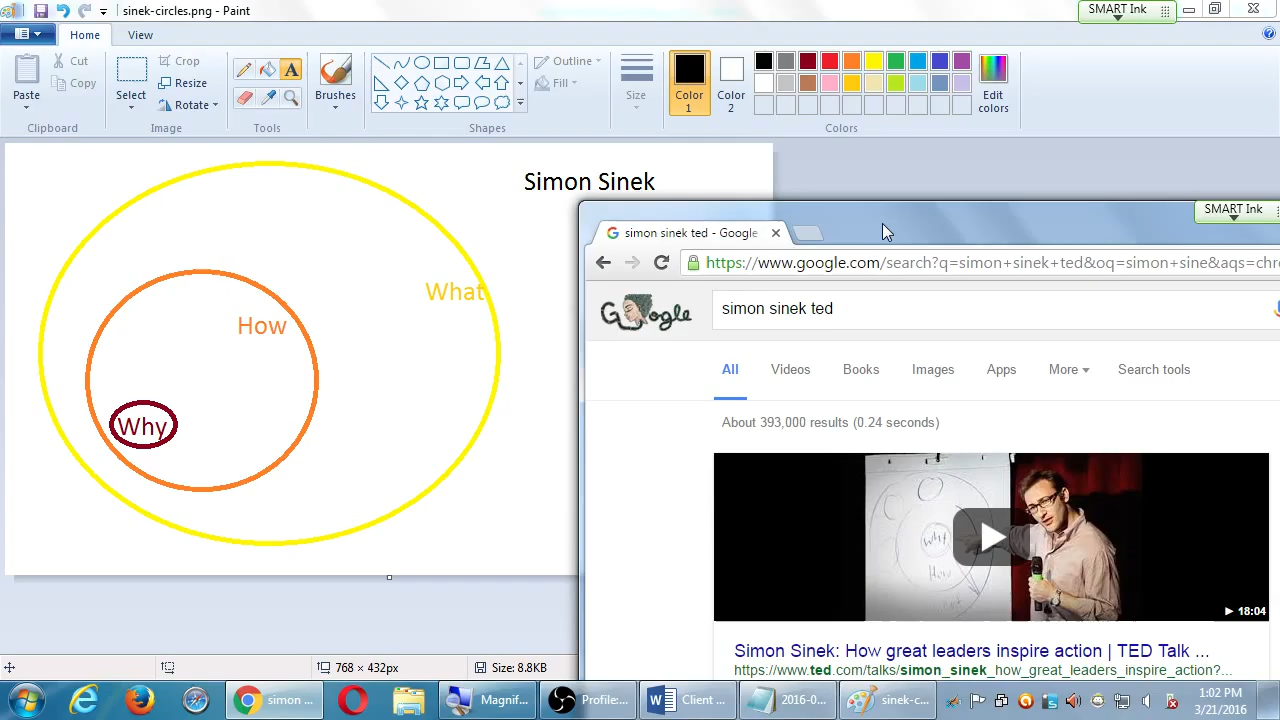 sinek-circles.png - Paint
SMART Ink
Home
View
Paste
Cut
Copy
Clipboard
Select
Crop
Resize
Rotate
Image
A
Tools
Brushes
Shapes
Outline
Fill
Size
Color 1
Color 2
Edit colors
Colors
Simon Sinek
What
How
Why
SMART Ink
simon sinek ted - Google
https://www.google.com/search?q=simon+sinek+ted&oq=simon+sine&aqs=chr
Google
simon sinek ted
All
Videos
Books
Images
Apps
More
Search tools
About 393,000 results (0.24 seconds)
Why
How
18:04
Simon Sinek: How great leaders inspire action | TED Talk ...
https://www.ted.com/talks/simon_sinek_how_great_leaders_inspire_action?...
768 × 432px
Size: 8.8KB
simon ...
Magnif...
Profile:...
Client ...
2016-0...
sinek-c...
1:02 PM
3/21/2016